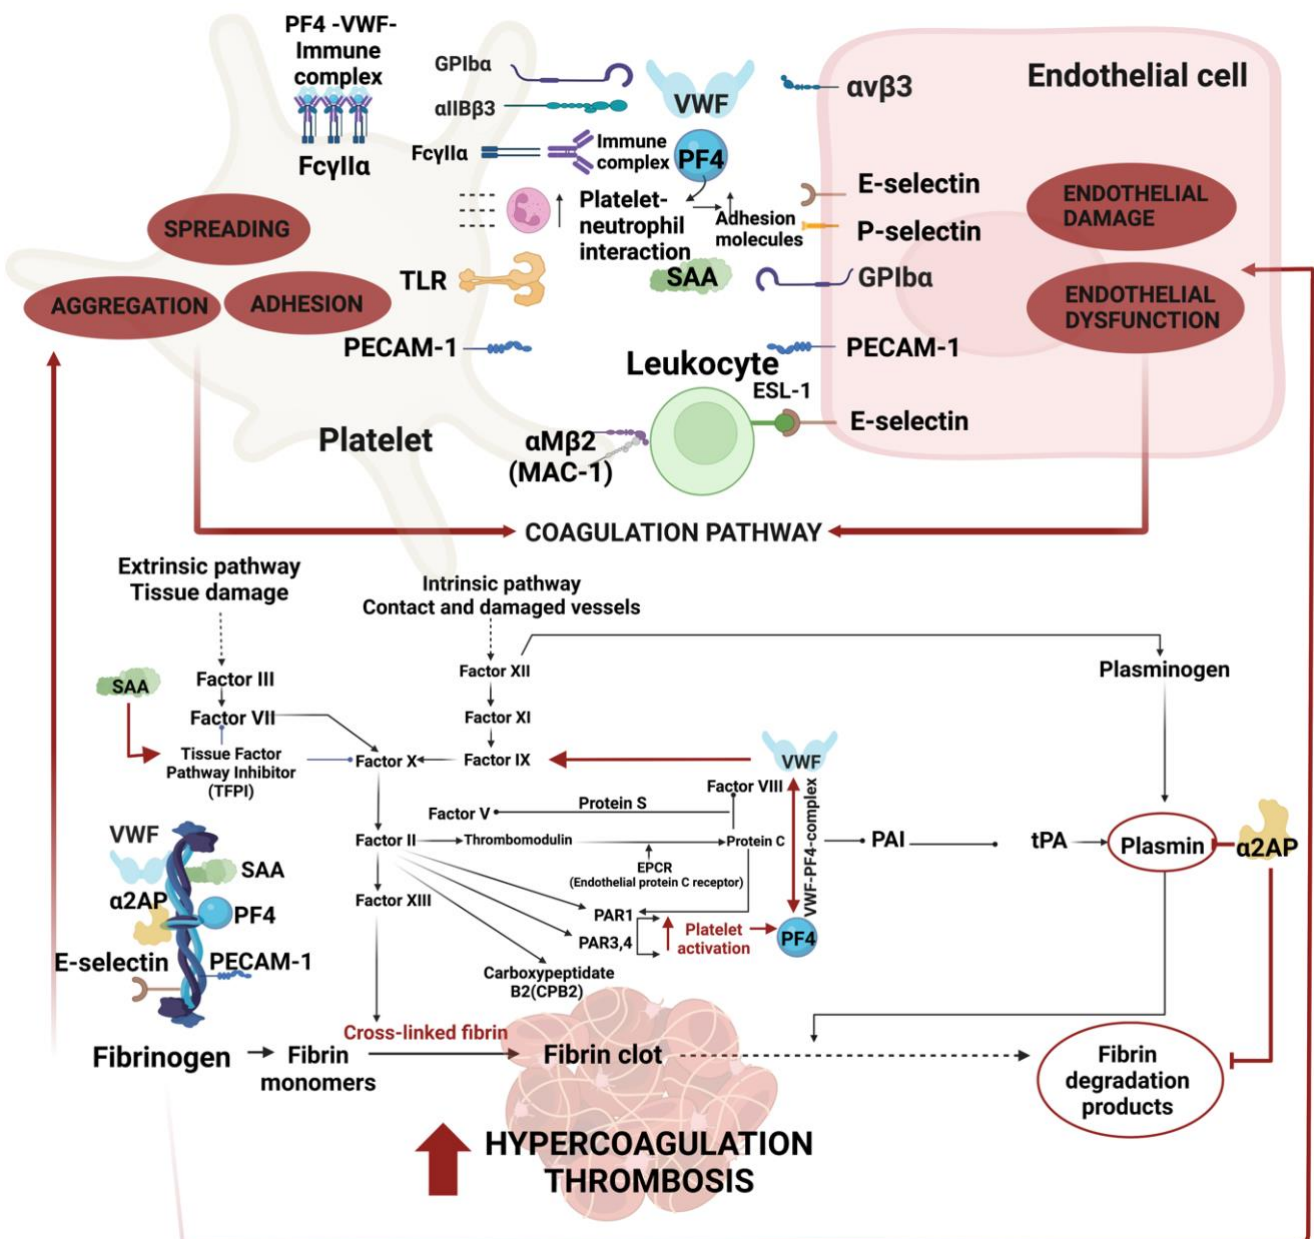 PF4 -VWF-
Immune
complex
FcγIIα
GPIbα
αIIBβ3
FcγIIα
Immune
complex
VWF
PF4
αvβ3
Endothelial cell
Platelet-
neutrophil
interaction
Adhesion
molecules
E-selectin
P-selectin
ENDOTHELIAL
DAMAGE
SPREADING
AGGREGATION
ADHESION
TLR
SAA
GPIbα
ENDOTHELIAL
DYSFUNCTION
PECAM-1
PECAM-1
Leukocyte
ESL-1
E-selectin
Platelet
αMβ2
(MAC-1)
COAGULATION PATHWAY
Extrinsic pathway
Tissue damage
Intrinsic pathway
Contact and damaged vessels
Factor III
Factor XII
Plasminogen
SAA
Factor VII
Factor XI
Tissue Factor
Pathway Inhibitor
(TFPI)
Factor X
Factor IX
VWF
Factor VIII
Protein S
Factor V
VWF-PF4-complex
Factor II
Thrombomodulin
Protein C
PAI
tPA
Plasmin
α2AP
EPCR
(Endothelial protein C receptor)
VWF
SAA
α2AP
PF4
E-selectin
PECAM-1
Factor XIII
PAR1
PAR3,4
Platelet
activation
PF4
Carboxypeptidate
B2(CPB2)
Cross-linked fibrin
Fibrinogen
Fibrin
monomers
Fibrin clot
Fibrin
degradation
products
HYPERCOAGULATION
THROMBOSIS